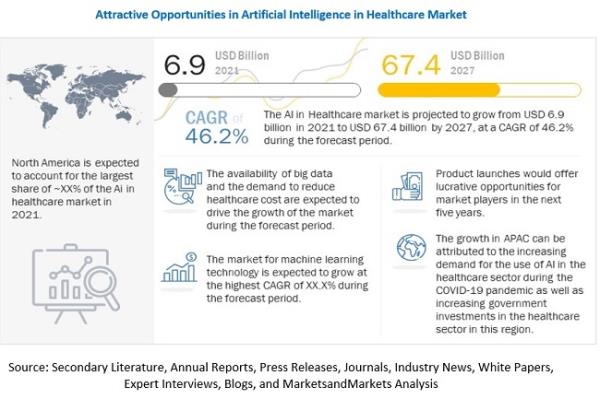 Attractive Opportunities in Artificial Intelligence in Healthcare Market
6.9 USD Billion
2021
67.4 USD Billion
2027
CAGR of
46.2%
The AI in Healthcare market is projected to grow from USD 6.9
billion in 2021 to USD 67.4 billion by 2027, at a CAGR of 46.2%
during the forecast period.
North America is expected
to account for the largest
share of ~XX% of the Ai in
healthcare market in
2021.
The availability of big data
and the demand to reduce
healthcare cost are expected to
drive the growth of the market
during the forecast period.
The market for machine learning
technology is expected to grow at
the highest CAGR of XX.X% during
the forecast period.
Product launches would offer
lucrative opportunities for
market players in the next
five years.
The growth in APAC can be
attributed to the increasing
demand for the use of AI in the
healthcare sector during the
COVID-19 pandemic as well as
increasing government
investments in the healthcare
sector in this region.
Source: Secondary Literature, Annual Reports, Press Releases, Journals, Industry News, White Papers,
Expert Interviews, Blogs, and MarketsandMarkets Analysis